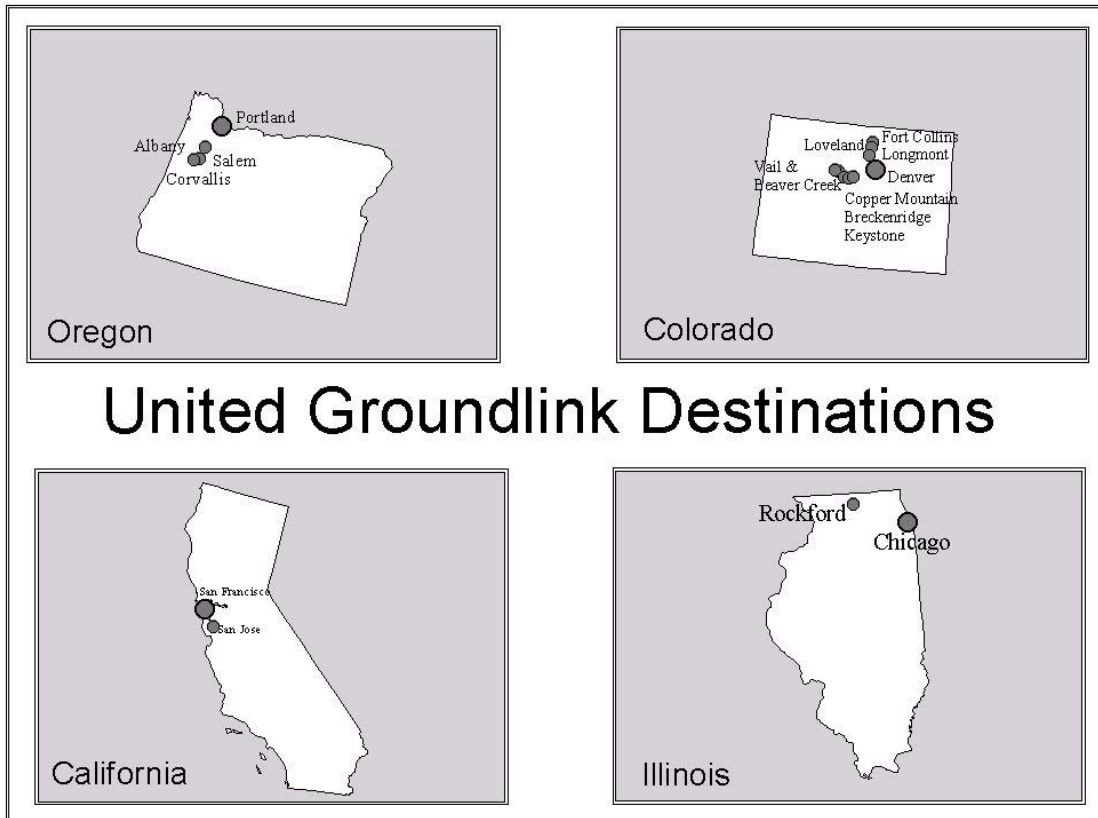 Portland
Albany
Salem
Corvallis
Oregon
Fort Collins
Loveland
Longmont
Vail &
Beaver Creek
Denver
Copper Mountain
Breckenridge
Keystone
Colorado
United Groundlink Destinations
San Francisco
San Jose
California
Rockford
Chicago
Illinois